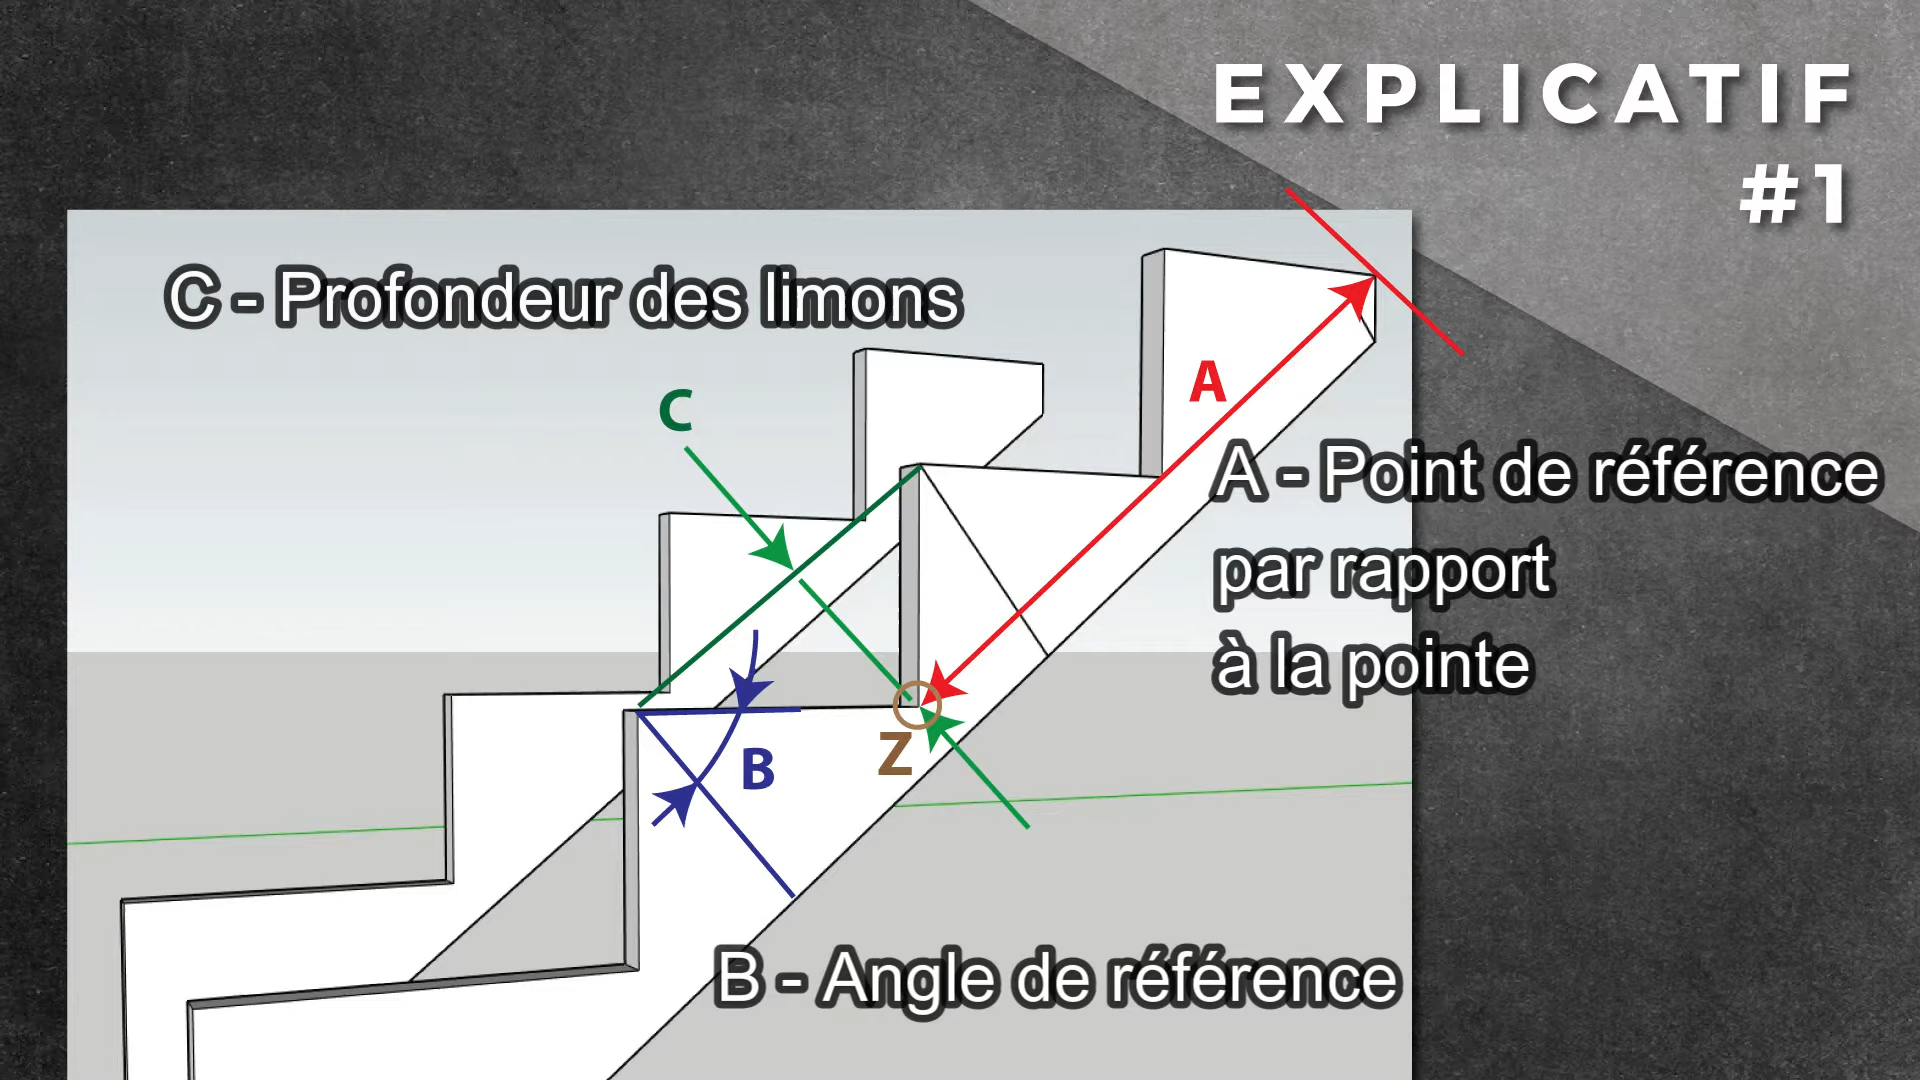 EXPLICATIF
#1
C - Profondeur des limons
C
A
A - Point de référence
par rapport
à la pointe
Z
B
B - Angle de référence